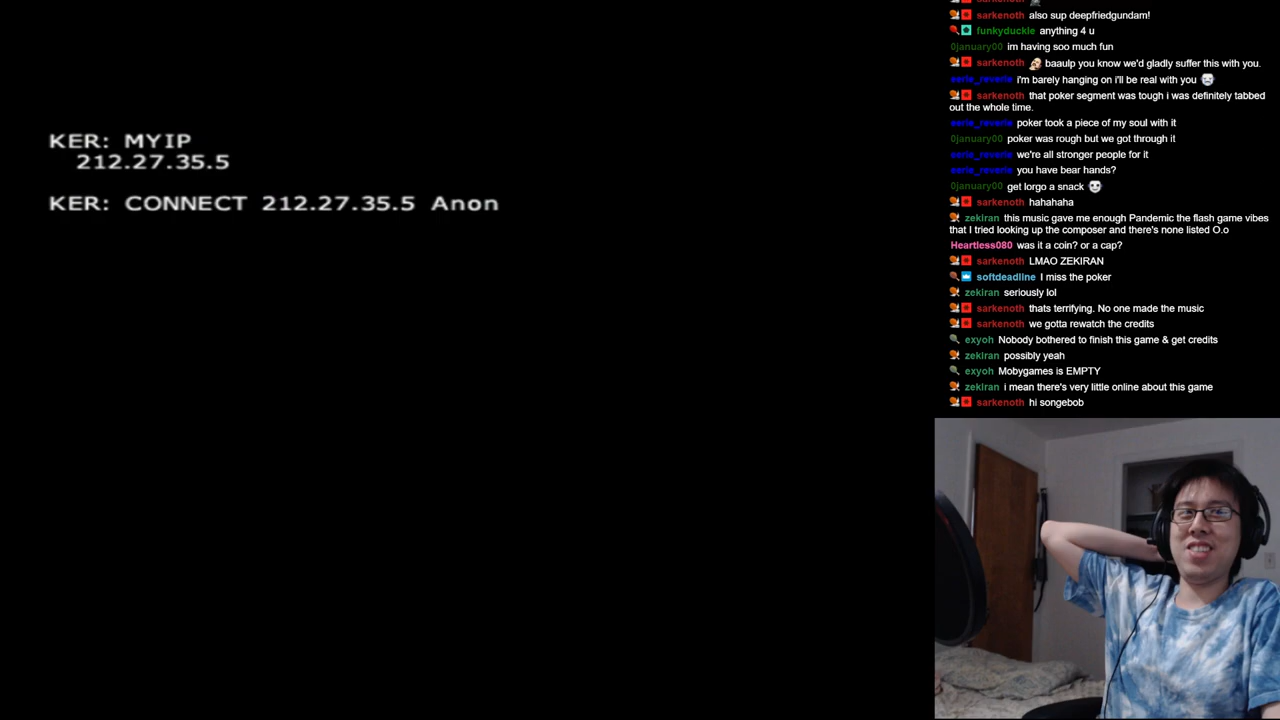 KER: MYIP
212.27.35.5
KER: CONNECT 212.27.35.5 Anon
sarkenoth also sup deepfriedgundam!
funkyduckle anything 4 u
0january00 im having soo much fun
sarkenoth baaulp you know we'd gladly suffer this with you.
eerie_reverie i'm barely hanging on i'll be real with you
sarkenoth that poker segment was tough i was definitely tabbed
out the whole time.
eerie_reverie poker took a piece of my soul with it
0january00 poker was rough but we got through it
eerie_reverie we're all stronger people for it
eerie_reverie you have bear hands?
0january00 get lorgo a snack
sarkenoth hahahaha
zekiran this music gave me enough Pandemic the flash game vibes
that I tried looking up the composer and there's none listed O.o
Heartless080 was it a coin? or a cap?
sarkenoth LMAO ZEKIRAN
softdeadline I miss the poker
zekiran seriously lol
sarkenoth thats terrifying. No one made the music
sarkenoth we gotta rewatch the credits
exyoh Nobody bothered to finish this game & get credits
zekiran possibly yeah
exyoh Mobygames is EMPTY
zekiran i mean there's very little online about this game
sarkenoth hi songebob